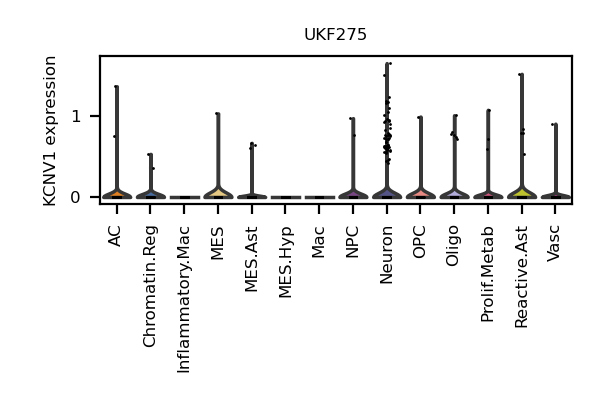 UKF275
KCNV1 expression
1
0
AC
Chromatin.Reg
Inflammatory.Mac
MES
MES.Ast
MES.Hyp
Mac
NPC
Neuron
OPC
Oligo
Prolif.Metab
Reactive.Ast
Vasc